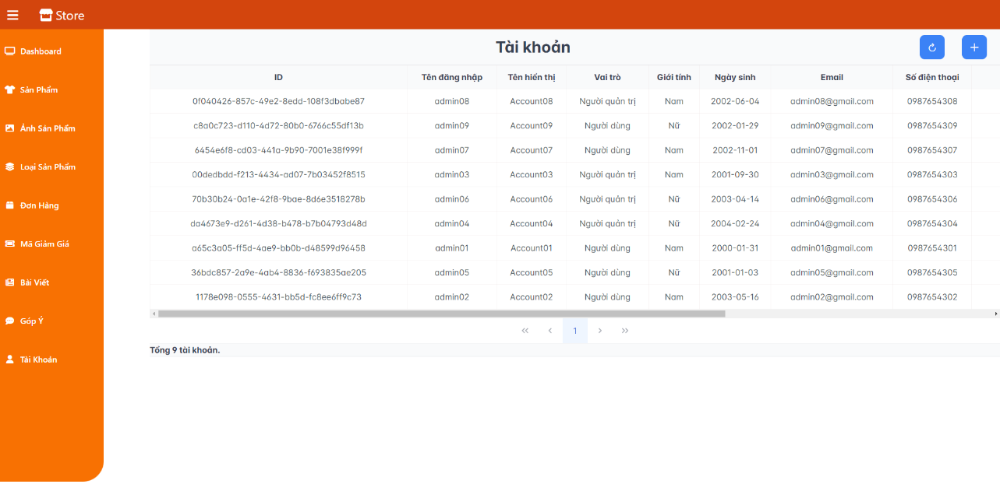 Store
Dashboard
Sản Phẩm
Ảnh Sản Phẩm
Loại Sản Phẩm
Đơn Hàng
Mã Giảm Giá
Bài Viết
Góp Ý
Tài Khoản
Tài khoản
ID Tên đăng nhập Tên hiển thị Vai trò Giới tính Ngày sinh Email Số điện thoại
0f040426-857c-49e2-8edd-108f3dbabe87 admin08 Account08 Người quản trị Nam 2002-06-04 admin08@gmail.com 0987654308
c8a0c723-d110-4d72-80b0-6766c55df13b admin09 Account09 Người dùng Nữ 2002-01-29 admin09@gmail.com 0987654309
6454e6f8-cd03-441a-9b90-7001e38f999f admin07 Account07 Người dùng Nam 2002-11-01 admin07@gmail.com 0987654307
00dedbdd-f213-4434-ad07-7b03452f8515 admin03 Account03 Người quản trị Nam 2001-09-30 admin03@gmail.com 0987654303
70b30b24-0a1e-42f8-9bae-8d6e3518278b admin06 Account06 Người quản trị Nữ 2003-04-14 admin06@gmail.com 0987654306
da4673e9-d261-4d38-b478-b7b04793d48d admin04 Account04 Người quản trị Nữ 2004-02-24 admin04@gmail.com 0987654304
a65c3a05-ff5d-4ae9-bb0b-d48599d96458 admin01 Account01 Người dùng Nam 2000-01-31 admin01@gmail.com 0987654301
36bdc857-2a9e-4ab4-8836-f693835ae205 admin05 Account05 Người dùng Nữ 2001-01-03 admin05@gmail.com 0987654305
1178e098-0555-4631-bb5d-fc8ee6ff9c73 admin02 Account02 Người dùng Nam 2003-05-16 admin02@gmail.com 0987654302
1
Tổng 9 tài khoản.